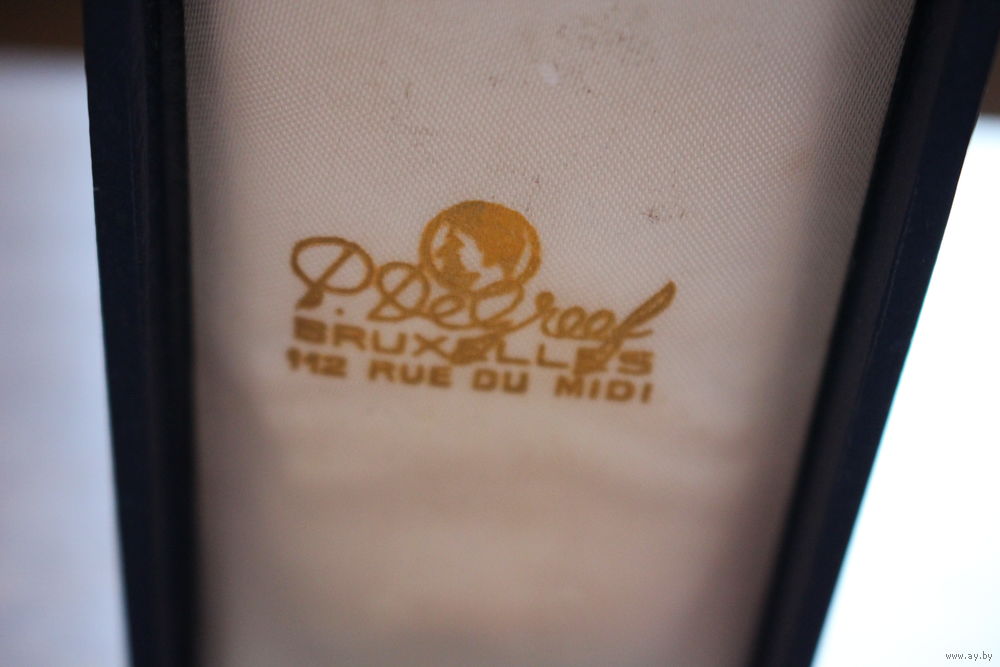 P. DeGreef
BRUXELLES
112 RUE DU MIDI
www.ay.by